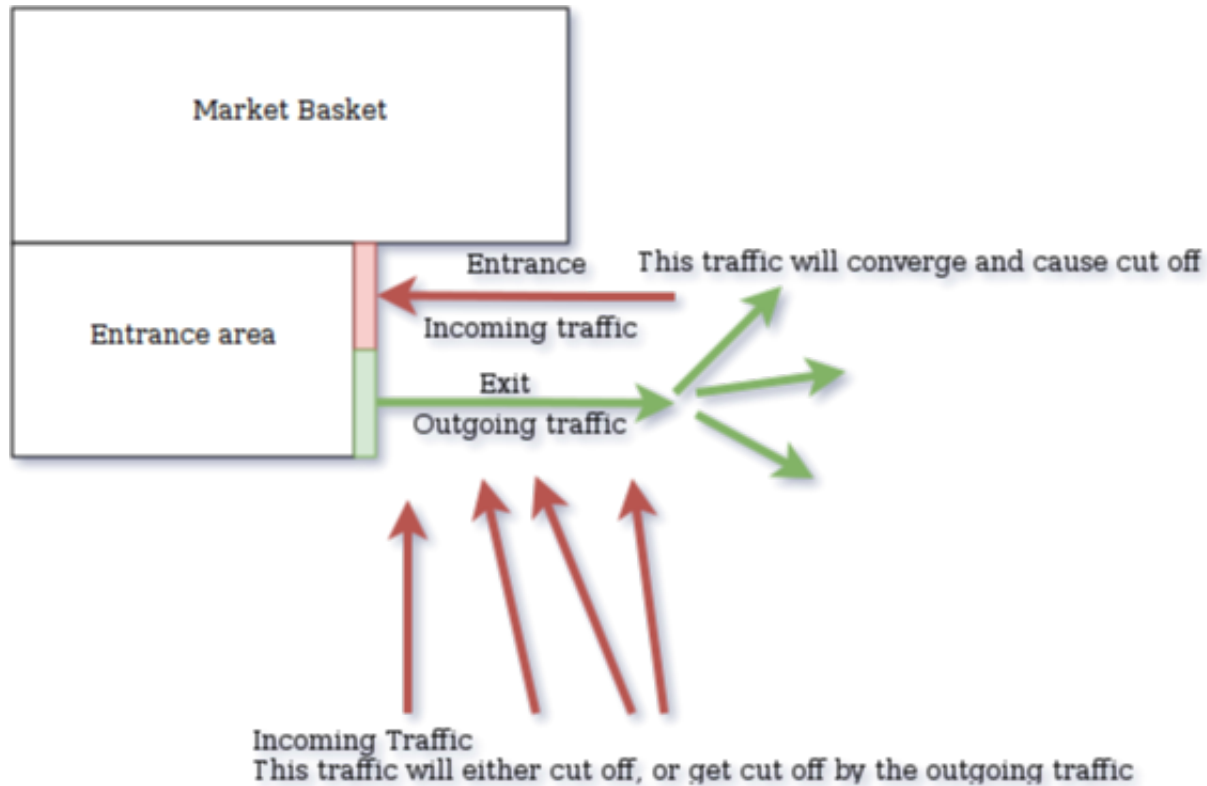 Market Basket
Entrance
This traffic will converge and cause cut off
Entrance area
Incoming traffic
Exit
Outgoing traffic
Incoming Traffic
This traffic will either cut off, or get cut off by the outgoing traffic